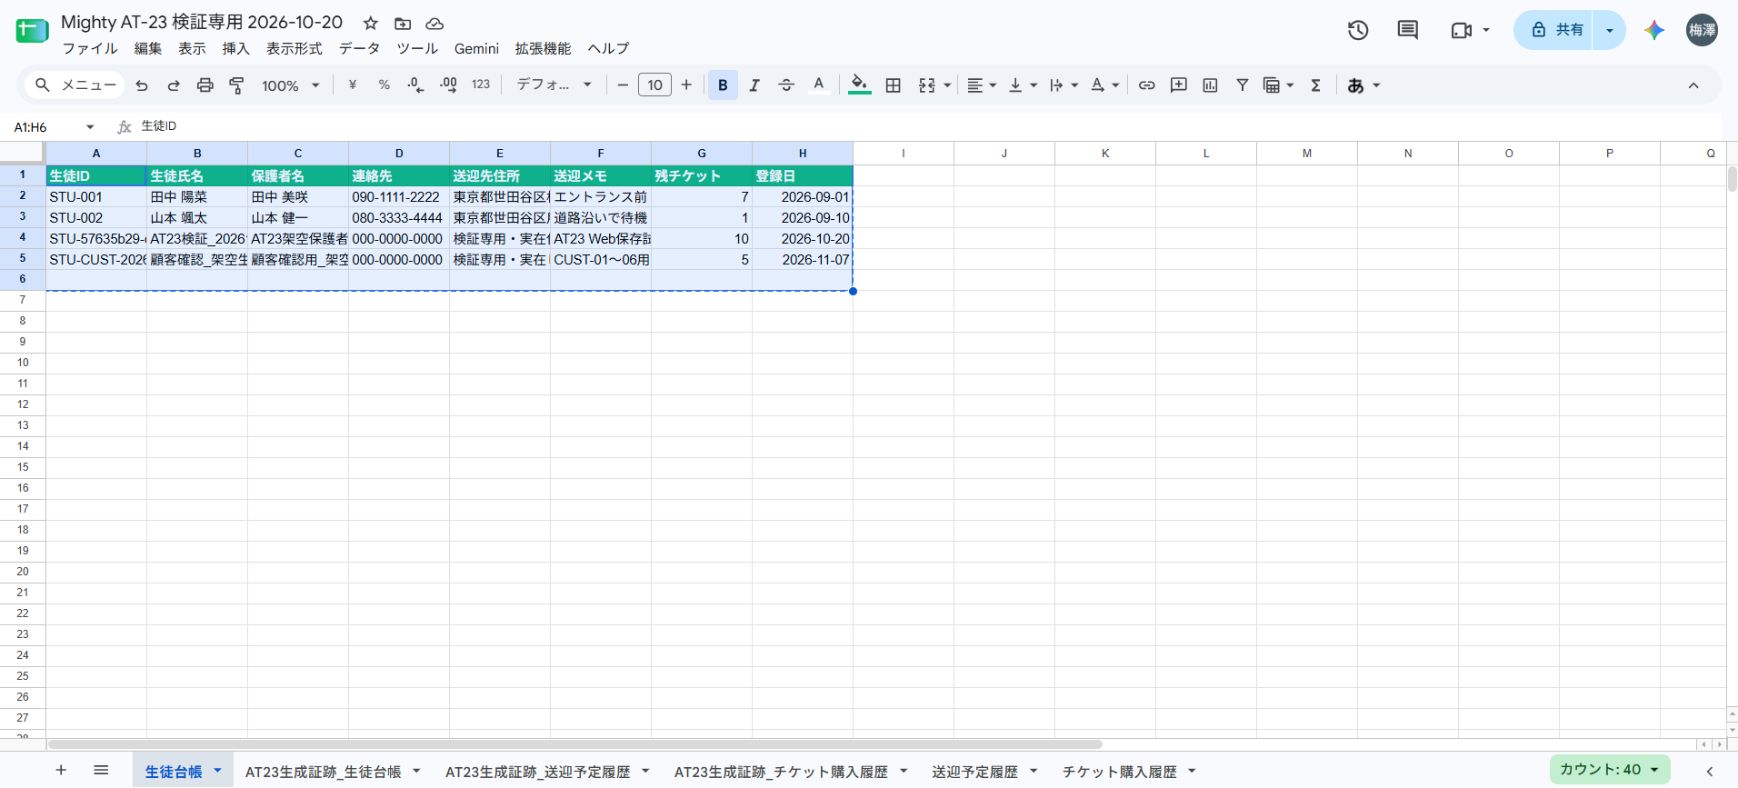 Mighty AT-23 検証専用 2026-10-20
共有
梅澤
ファイル 編集 表示 挿入 表示形式 データ ツール Gemini 拡張機能 ヘルプ
メニュー 100% ¥ % .0 .00 123 デフォ... 10 B I A Σ あ
A1:H6 fx 生徒ID
A B C D E F G H I J K L M N O P Q
1 生徒ID 生徒氏名 保護者名 連絡先 送迎先住所 送迎メモ 残チケット 登録日
2 STU-001 田中 陽菜 田中 美咲 090-1111-2222 東京都世田谷区 エントランス前 7 2026-09-01
3 STU-002 山本 颯太 山本 健一 080-3333-4444 東京都世田谷区 道路沿いで待機 1 2026-09-10
4 STU-57635b29- AT23検証_2026 AT23架空保護者 000-0000-0000 検証専用・実在 AT23 Web保存試 10 2026-10-20
5 STU-CUST-2026 顧客確認_架空生 顧客確認用_架空 000-0000-0000 検証専用・実在 CUST-01〜06用 5 2026-11-07
6
7
8
9
10
11
12
13
14
15
16
17
18
19
20
21
22
23
24
25
26
27
28
生徒台帳 AT23生成証跡_生徒台帳 AT23生成証跡_送迎予定履歴 AT23生成証跡_チケット購入履歴 送迎予定履歴 チケット購入履歴 カウント: 40